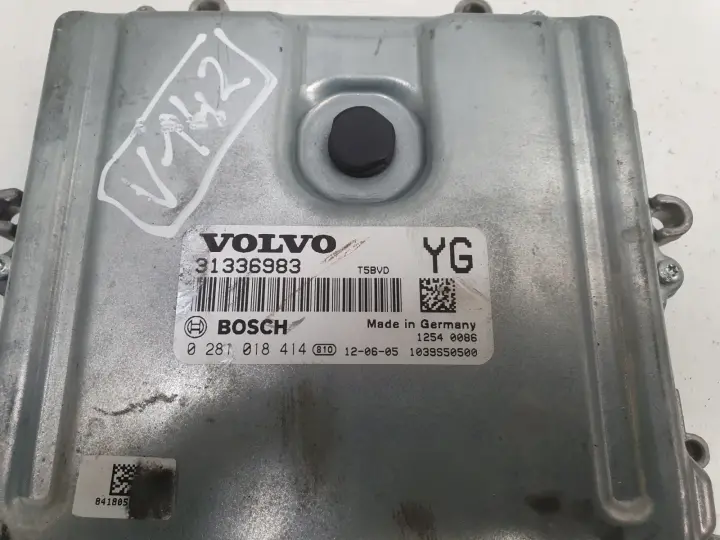 V142
VOLVO YG
31336983 T5BVD
BOSCH Made in Germany
1254 0086
0 281 018 414 810 12-06-05 1039S50500